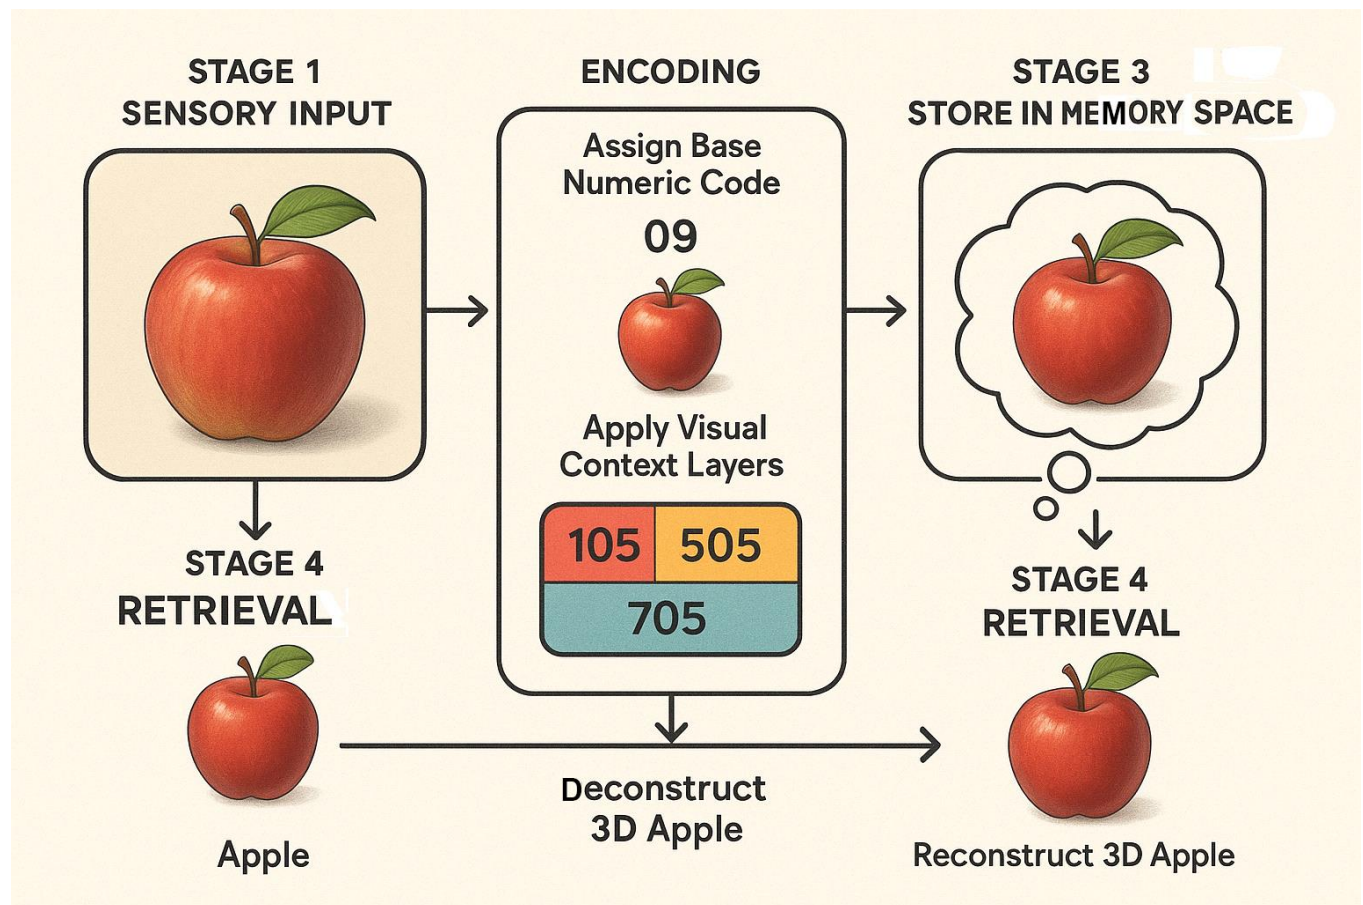 STAGE 1
SENSORY INPUT
ENCODING
Assign Base
Numeric Code
09
Apply Visual
Context Layers
105 505
705
STAGE 3
STORE IN MEMORY SPACE
STAGE 4
RETRIEVAL
Apple
Deconstruct
3D Apple
STAGE 4
RETRIEVAL
Reconstruct 3D Apple